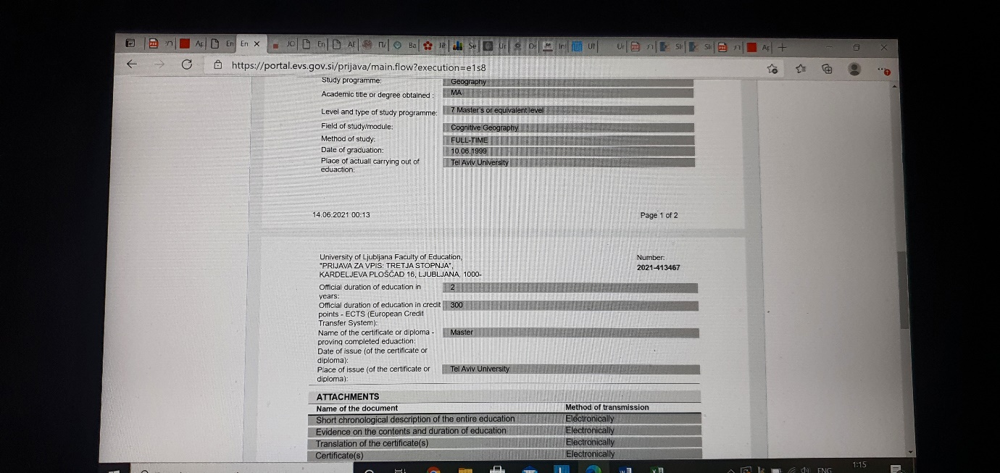 En
En
JC
En
Ba
Se
https://portal.evs.gov.si/prijava/main.flow?execution=e1s8
Study programme: Geography
Academic title or degree obtained : MA
Level and type of study programme: 7 Master's or equivalent level
Field of study/module: Cognitive Geography
Method of study: FULL-TIME
Date of graduation: 10.06.1999
Place of actuall carrying out of Tel Aviv University
eduaction:
14.06.2021 00:13 Page 1 of 2
University of Ljubljana Faculty of Education, Number:
"PRIJAVA ZA VPIS: TRETJA STOPNJA", 2021-413467
KARDELJEVA PLOŠČAD 16, LJUBLJANA, 1000-
Official duration of education in 2
years:
Official duration of education in credit 300
points - ECTS (European Credit
Transfer System):
Name of the certificate or diploma - Master
proving completed eduaction:
Date of issue (of the certificate or
diploma):
Place of issue (of the certificate or Tel Aviv University
diploma):
ATTACHMENTS
Name of the document Method of transmission
Short chronological description of the entire education Electronically
Evidence on the contents and duration of education Electronically
Translation of the certificate(s) Electronically
Certificate(s) Electronically
1:15
ENG